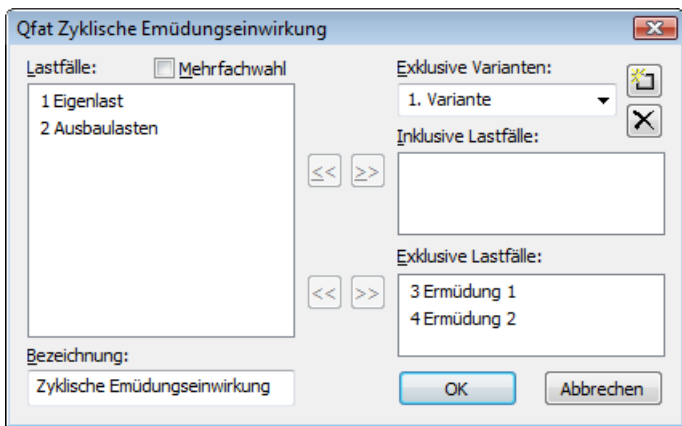 Qfat Zyklische Emüdungseinwirkung
Lastfälle:
Mehrfachwahl
1 Eigenlast
2 Ausbaulasten
<<
>>
<<
>>
Bezeichnung:
Zyklische Emüdungseinwirkung
Exklusive Varianten:
1. Variante
Inklusive Lastfälle:
Exklusive Lastfälle:
3 Ermüdung 1
4 Ermüdung 2
OK
Abbrechen